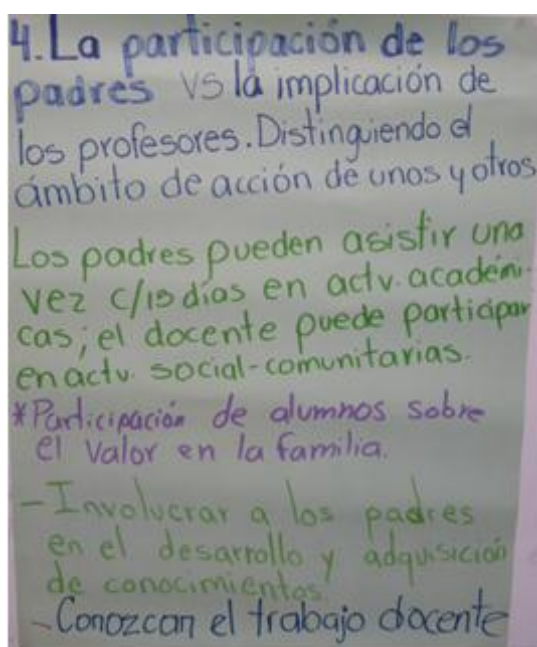 4. La participación de los
padres vs la implicación de
los profesores. Distinguiendo el
ámbito de acción de unos y otros
Los padres pueden asistir una
vez c/15 días en actv. académi-
cas; el docente puede participar
en actv. social-comunitarias.
*Participación de alumnos sobre
el valor en la familia.
- Involucrar a los padres
en el desarrollo y adquisición
de conocimientos.
- Conozcan el trabajo docente